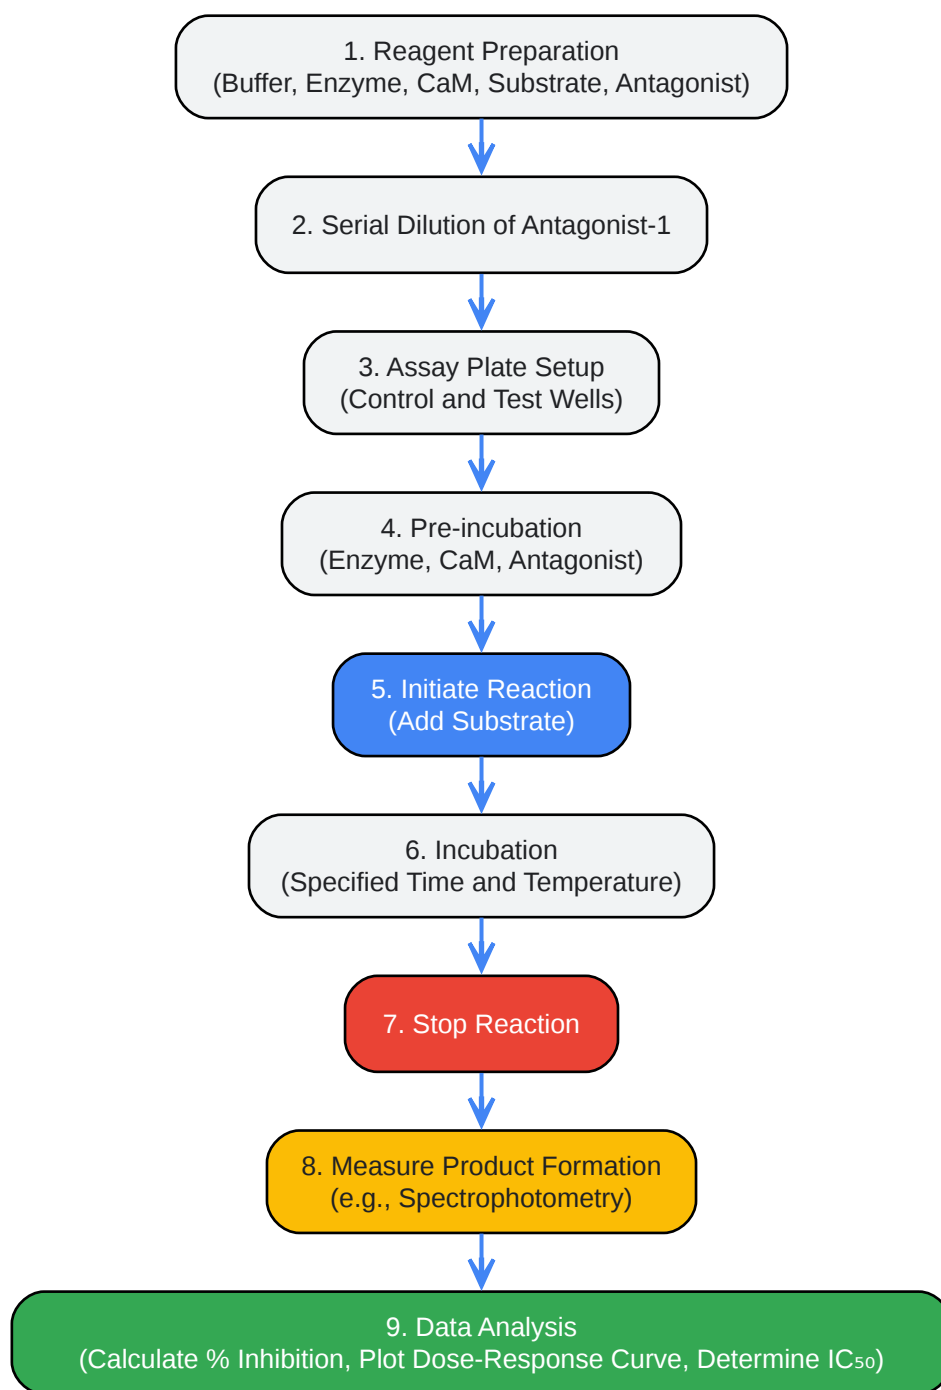 1. Reagent Preparation
(Buffer, Enzyme, CaM, Substrate, Antagonist)
2. Serial Dilution of Antagonist-1
3. Assay Plate Setup
(Control and Test Wells)
4. Pre-incubation
(Enzyme, CaM, Antagonist)
5. Initiate Reaction
(Add Substrate)
6. Incubation
(Specified Time and Temperature)
7. Stop Reaction
8. Measure Product Formation
(e.g., Spectrophotometry)
9. Data Analysis
(Calculate % Inhibition, Plot Dose-Response Curve, Determine IC₅₀)